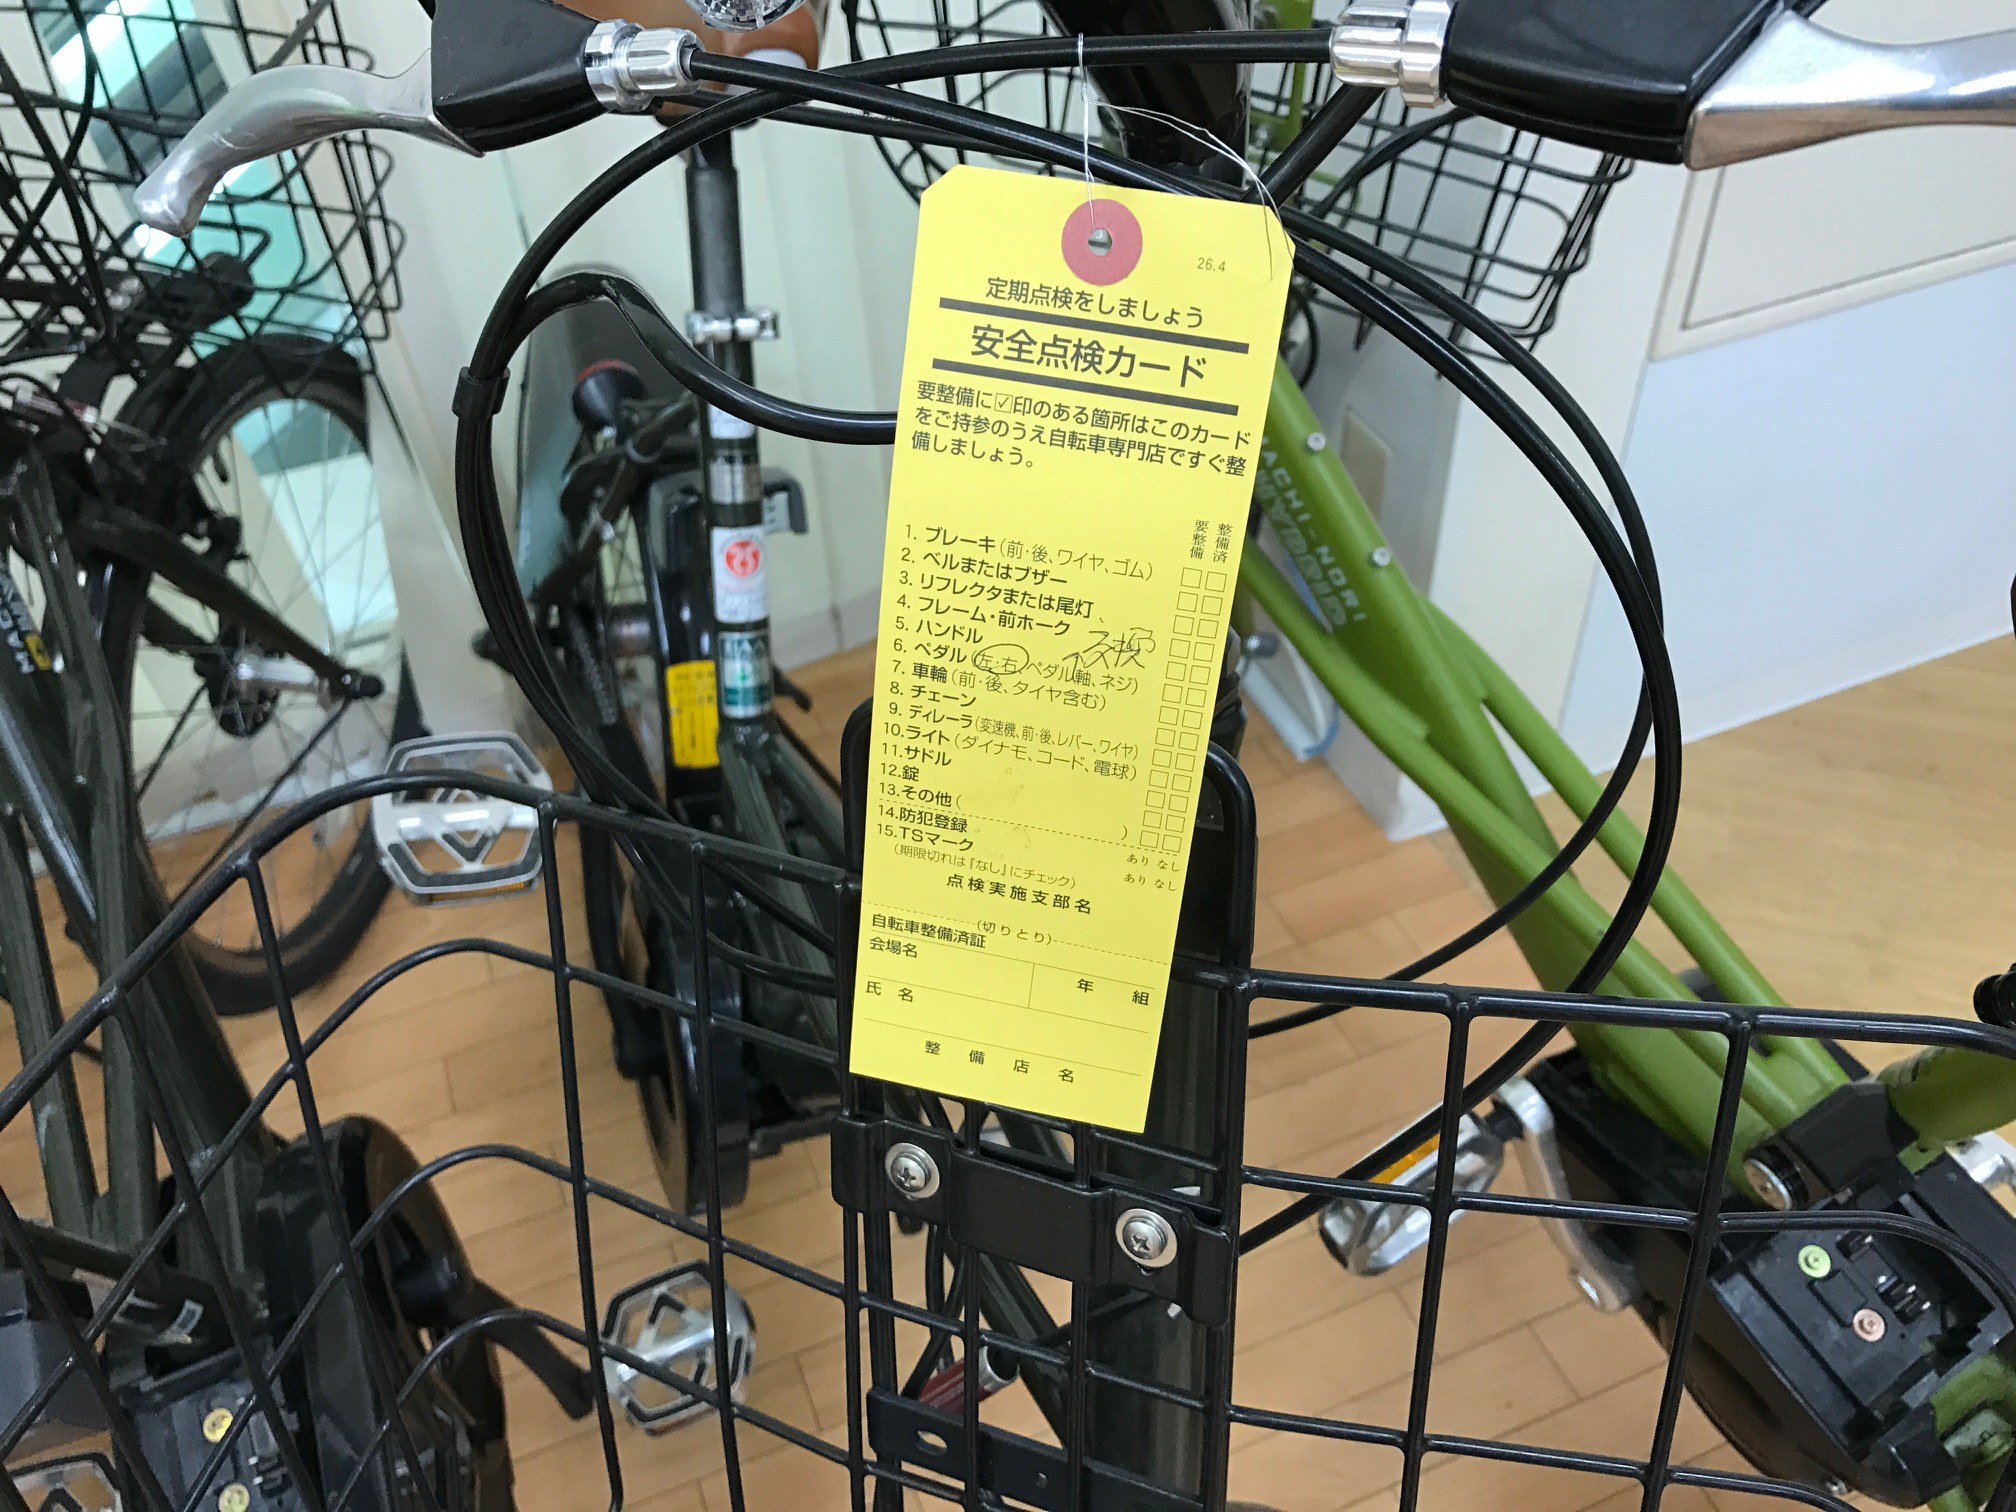 26.4
定期点検をしましょう
安全点検カード
要整備に☑印のある箇所はこのカード
をご持参のうえ自転車専門店ですぐ整
備しましょう。
要整備 整備済
1. ブレーキ(前・後、ワイヤ、ゴム)
2. ベルまたはブザー
3. リフレクタまたは尾灯
4. フレーム・前ホーク
5. ハンドル
交換
6. ペダル(左・右、ペダル軸、ネジ)
7. 車輪(前・後、タイヤ含む)
8. チェーン
9. ディレーラ(変速機、前・後、レバー、ワイヤ)
10.ライト(ダイナモ、コード、電球)
11.サドル
12.錠
13.その他( )
14.防犯登録 あり なし
15.TSマーク あり なし
(期限切れは『なし』にチェック)
点検実施支部名
(切りとり)
自転車整備済証
会場名
年 組
氏 名
整 備 店 名
MACHI-NORI
HYBRID